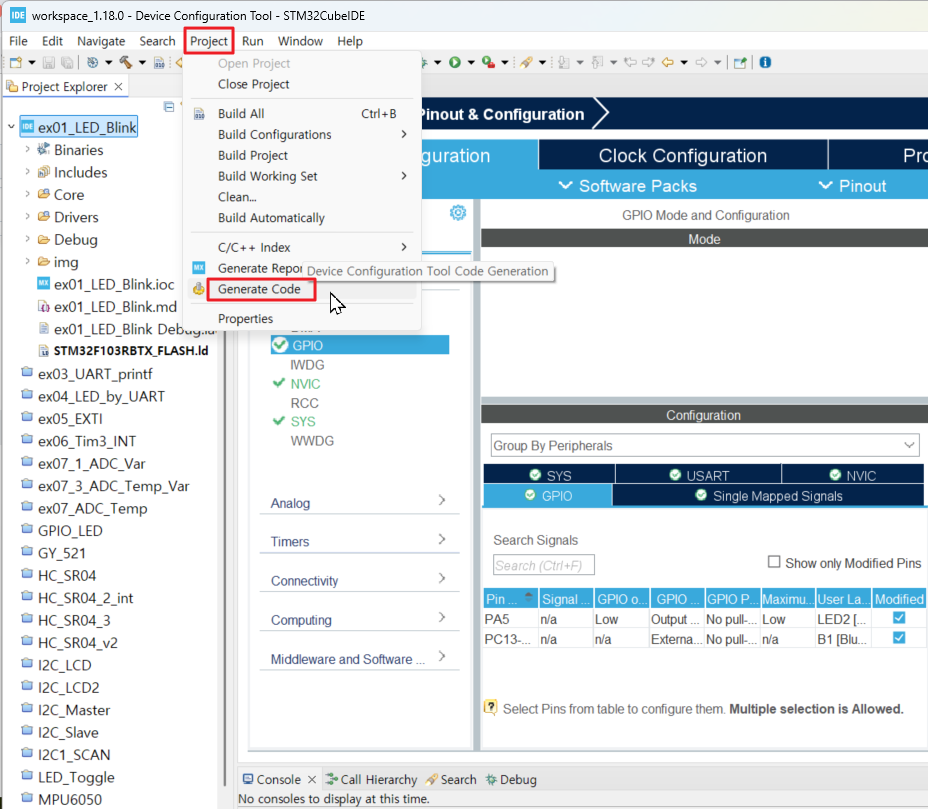 IDE workspace_1.18.0 - Device Configuration Tool - STM32CubeIDE
File Edit Navigate Search Project Run Window Help
Open Project
Close Project
Build All Ctrl+B
Build Configurations
Build Project
Build Working Set
Clean...
Build Automatically
C/C++ Index
MX Generate Repor
Device Configuration Tool Code Generation
Generate Code
Properties
Project Explorer
IDE ex01_LED_Blink
Binaries
Includes
Core
Drivers
Debug
img
MX ex01_LED_Blink.ioc
ex01_LED_Blink.md
ex01_LED_Blink Debug.la
STM32F103RBTX_FLASH.ld
ex03_UART_printf
ex04_LED_by_UART
ex05_EXTI
ex06_Tim3_INT
ex07_1_ADC_Var
ex07_3_ADC_Temp_Var
ex07_ADC_Temp
GPIO_LED
GY_521
HC_SR04
HC_SR04_2_int
HC_SR04_3
HC_SR04_v2
I2C_LCD
I2C_LCD2
I2C_Master
I2C_Slave
I2C1_SCAN
LED_Toggle
MPU6050
Pinout & Configuration
guration Clock Configuration Pro
Software Packs Pinout
GPIO Mode and Configuration
Mode
GPIO
IWDG
NVIC
RCC
SYS
WWDG
Analog
Timers
Connectivity
Computing
Middleware and Software ...
Configuration
Group By Peripherals
SYS USART NVIC
GPIO Single Mapped Signals
Search Signals
Search (Ctrl+F) Show only Modified Pins
Pin ... Signal ... GPIO o... GPIO ... GPIO P... Maximu... User La... Modified
PA5 n/a Low Output ... No pull-... Low LED2 [...
PC13-... n/a n/a Externa... No pull-... n/a B1 [Blu...
? Select Pins from table to configure them. Multiple selection is Allowed.
Console Call Hierarchy Search Debug
No consoles to display at this time.